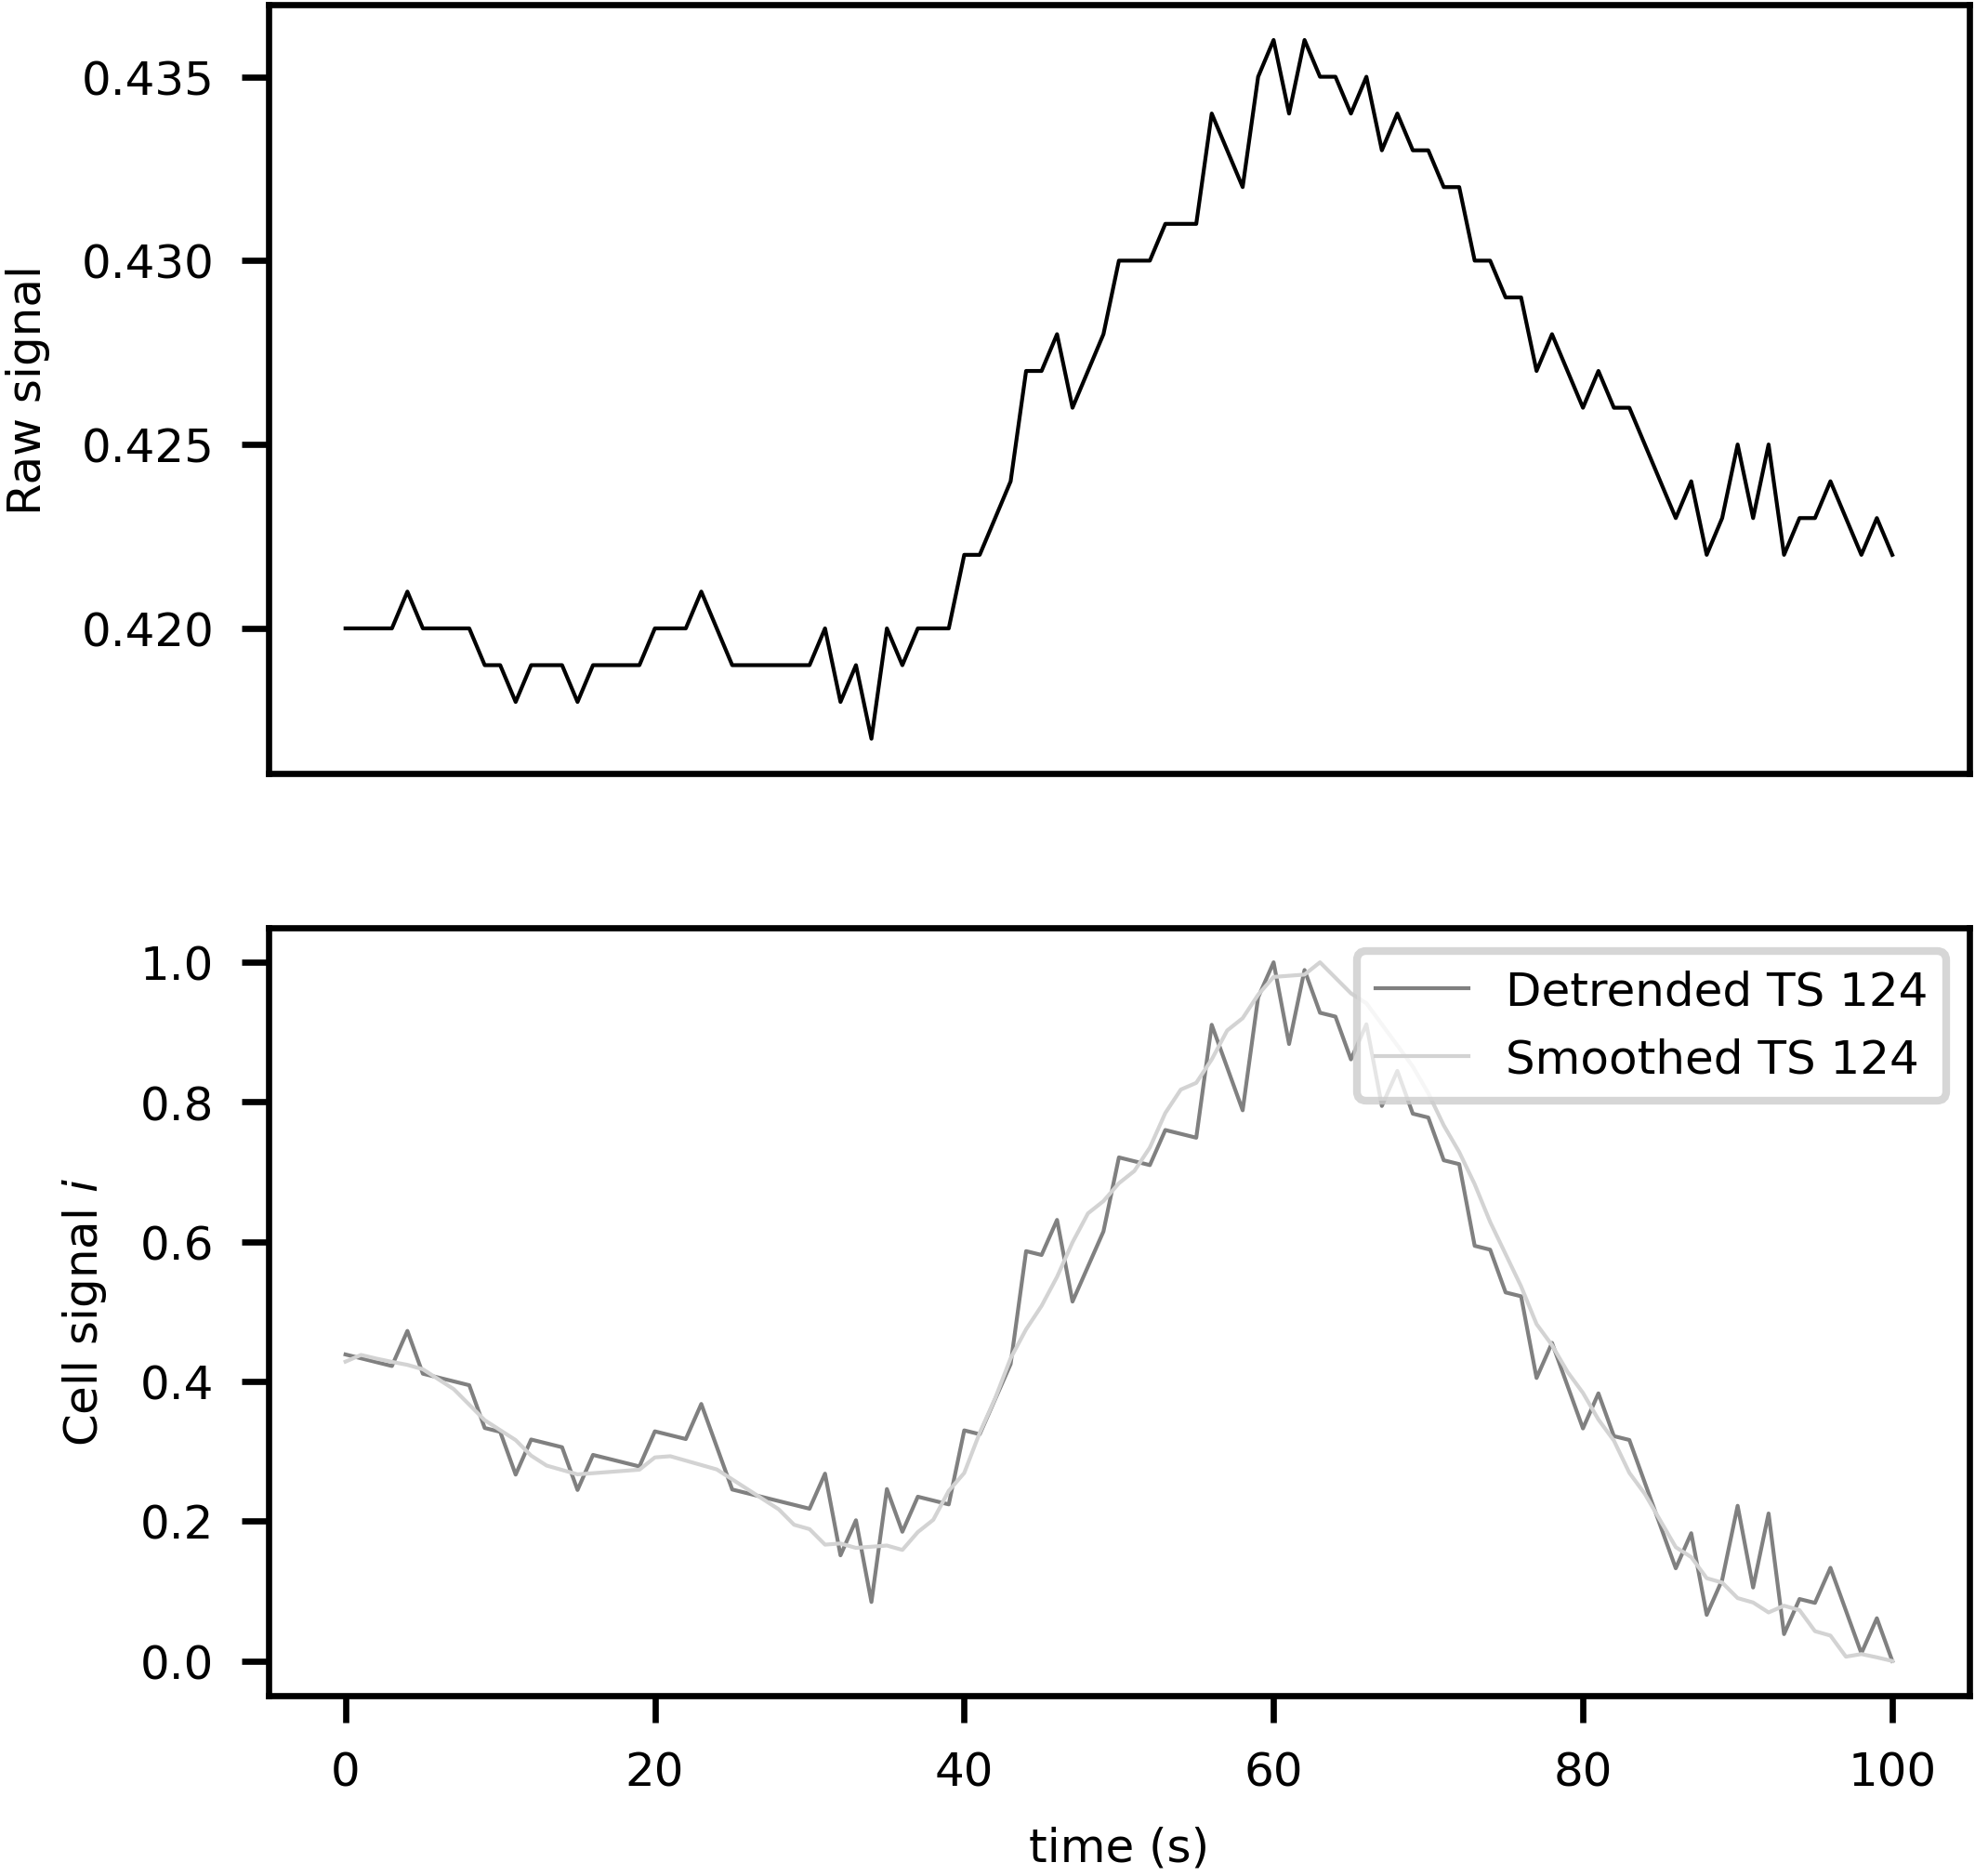 Raw signal
0.435
0.430
0.425
0.420
Cell signal i
1.0
0.8
0.6
0.4
0.2
0.0
Detrended TS 124
Smoothed TS 124
0 20 40 60 80 100
time (s)